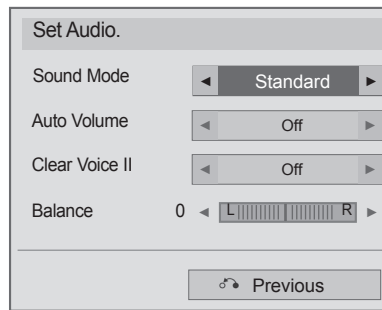 Set Audio.
Sound Mode ◄ Standard ►
Auto Volume ◄ Off ►
Clear Voice II ◄ Off ►
Balance 0 ◄ L R ►
Previous